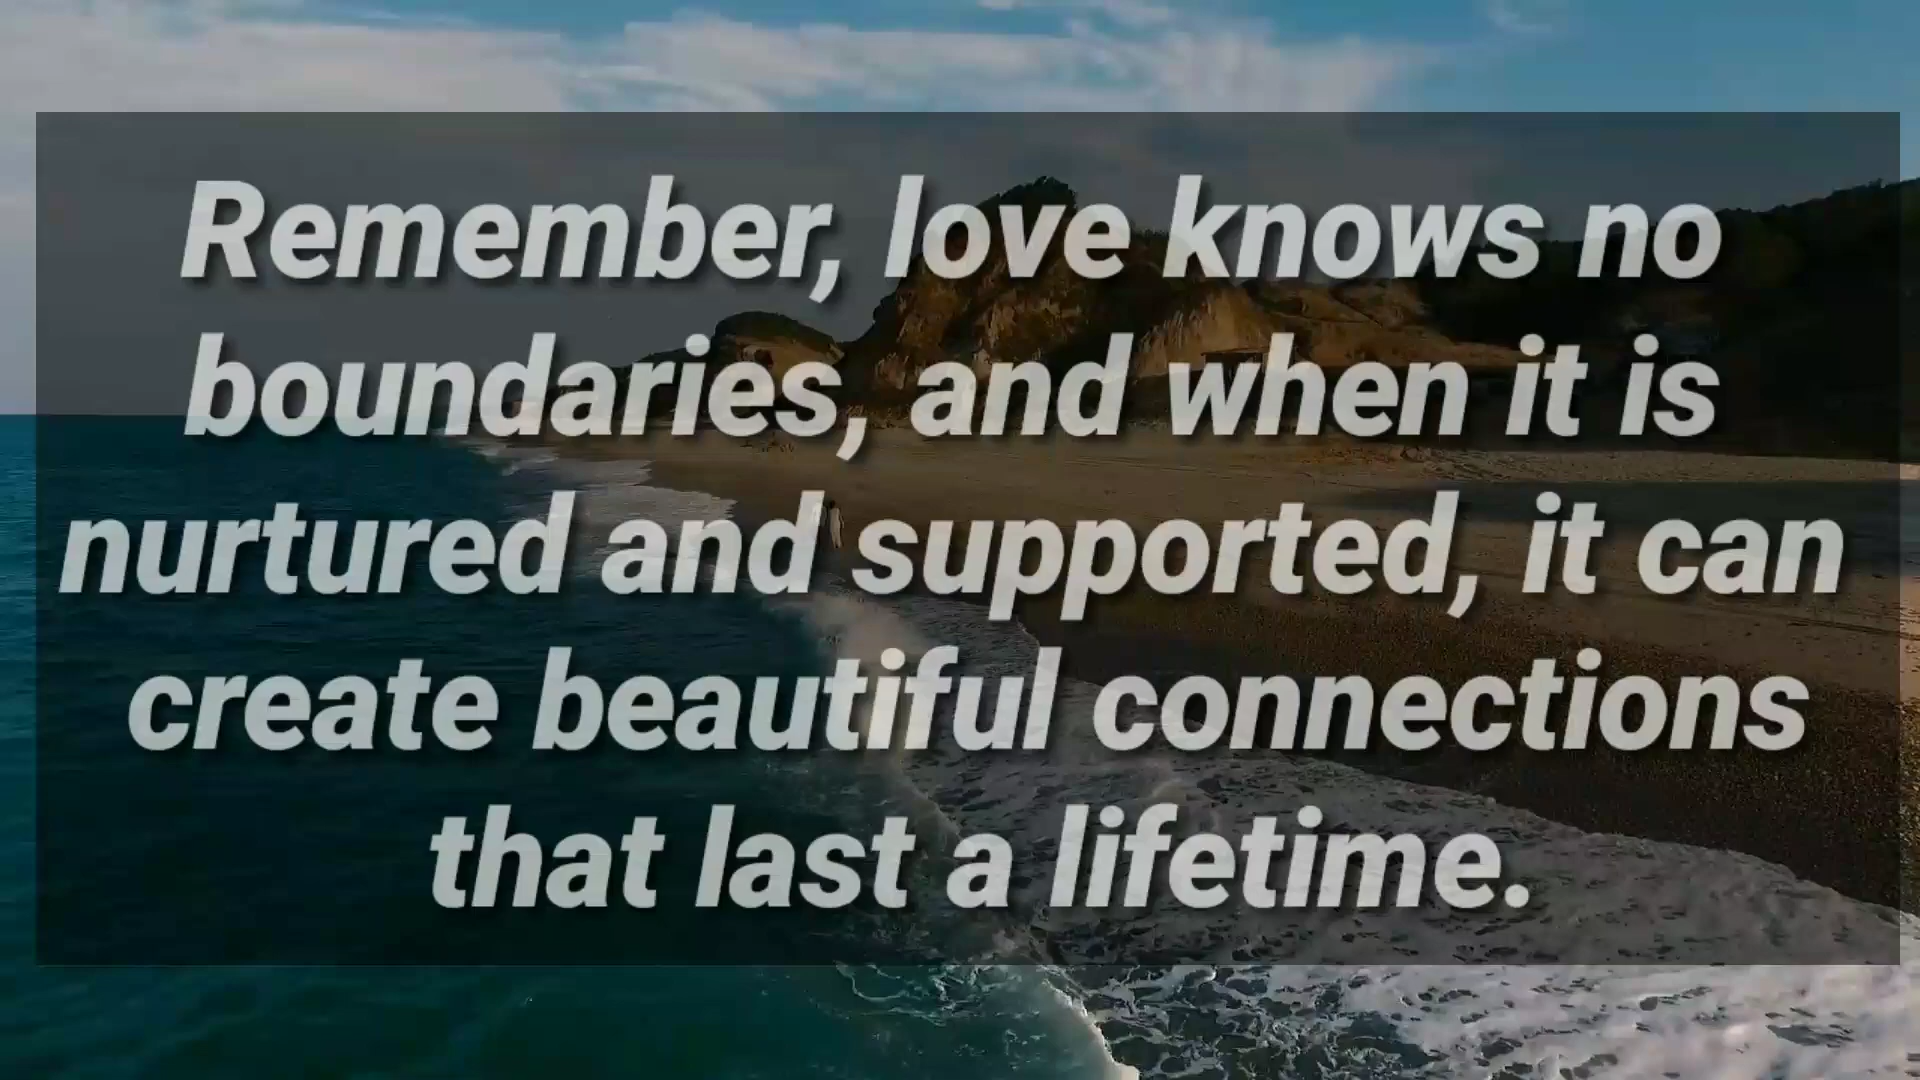 Remember, love knows no
boundaries, and when it is
nurtured and supported, it can
create beautiful connections
that last a lifetime.